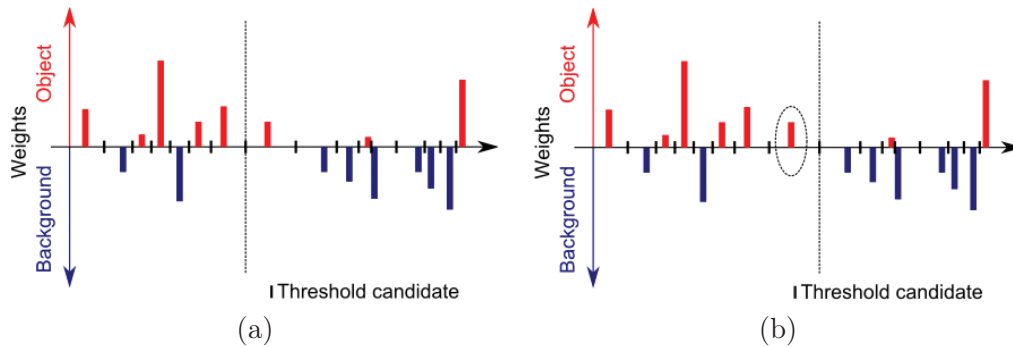 Object
Weights
Background
Threshold candidate
(a)
Object
Weights
Background
Threshold candidate
(b)